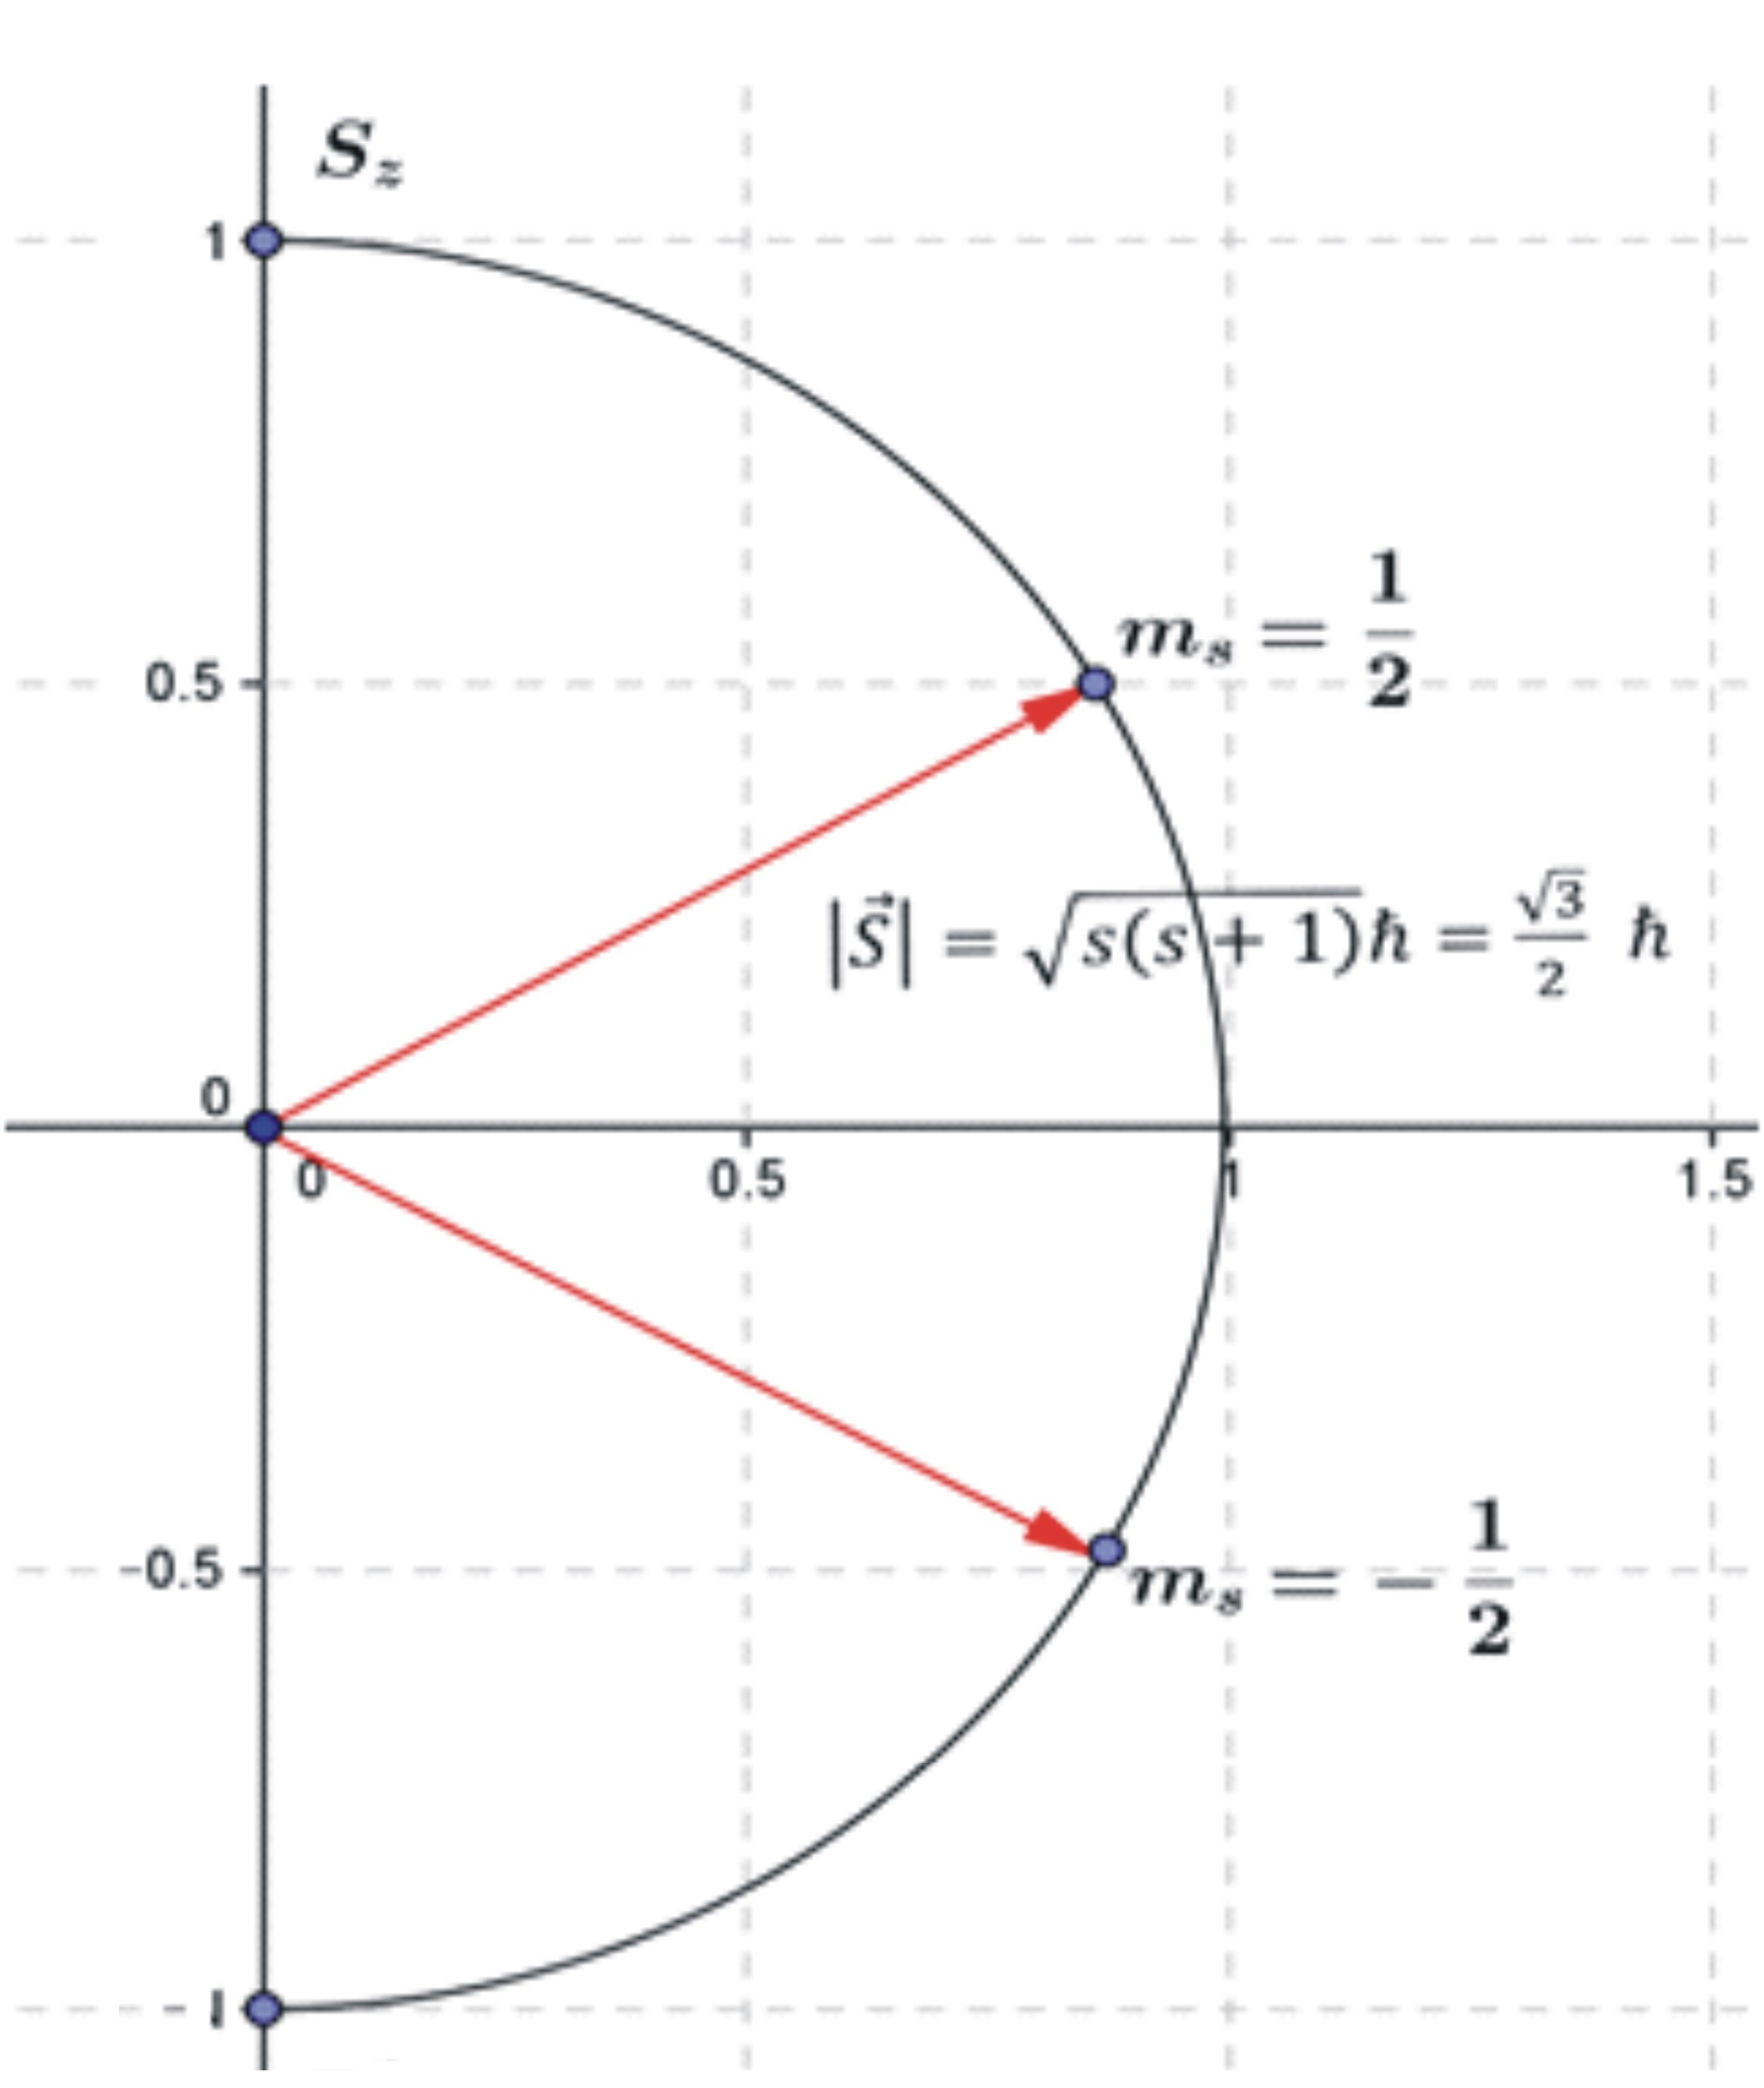 S_z
1
0.5
m_s = 1/2
|S⃗| = √s(s + 1)ħ = √3/2 ħ
0
0 0.5 1 1.5
-0.5
m_s = - 1/2
-1